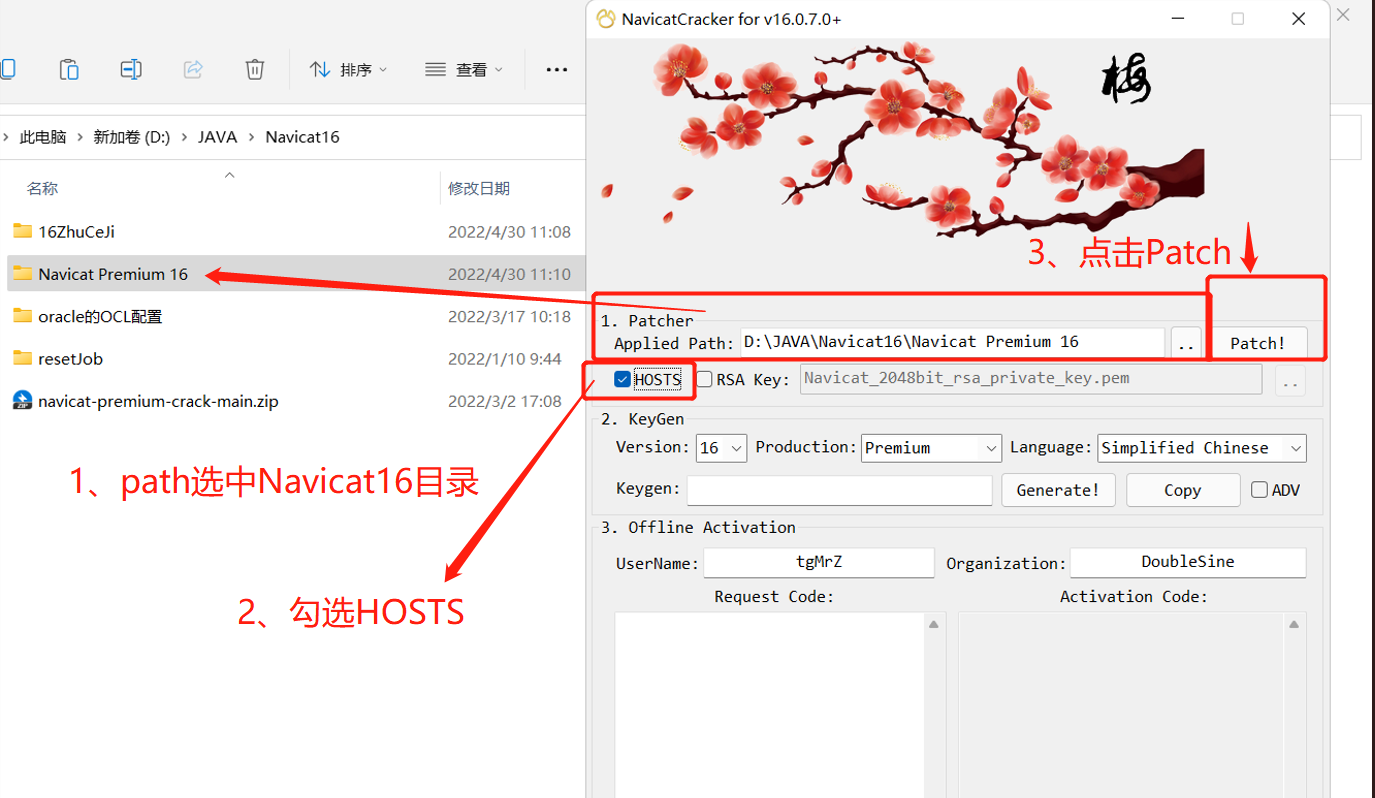 NavicatCracker for v16.0.7.0+
排序
查看
此电脑 新加卷 (D:) JAVA Navicat16
名称 修改日期
16ZhuCeJi 2022/4/30 11:08
Navicat Premium 16 2022/4/30 11:10
oracle的OCL配置 2022/3/17 10:18
resetJob 2022/1/10 9:44
navicat-premium-crack-main.zip 2022/3/2 17:08
1、path选中Navicat16目录
2、勾选HOSTS
梅
3、点击Patch
1. Patcher
Applied Path: D:\JAVA\Navicat16\Navicat Premium 16 .. Patch!
HOSTS RSA Key: Navicat_2048bit_rsa_private_key.pem ..
2. KeyGen
Version: 16 Production: Premium Language: Simplified Chinese
Keygen: Generate! Copy ADV
3. Offline Activation
UserName: tgMrZ Organization: DoubleSine
Request Code: Activation Code: